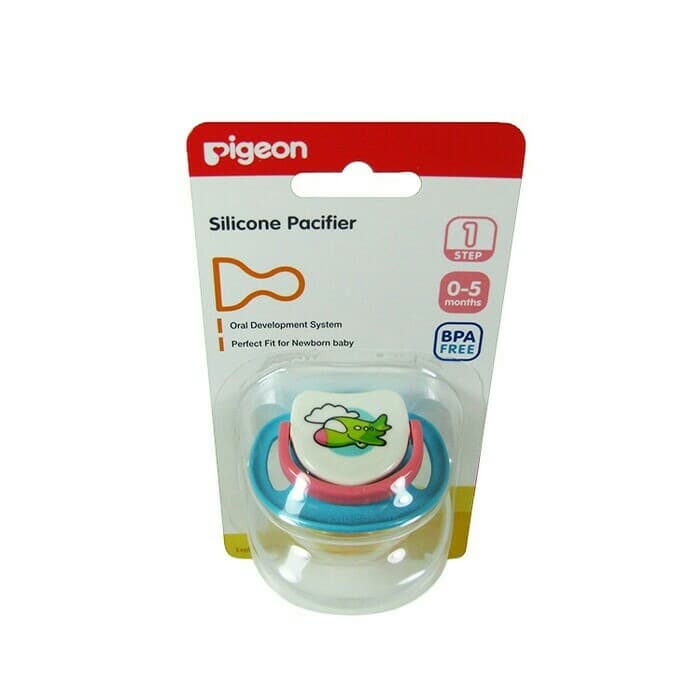 pigeon
Silicone Pacifier
1
STEP
0-5
months
Oral Development System
Perfect Fit for Newborn baby
BPA
FREE